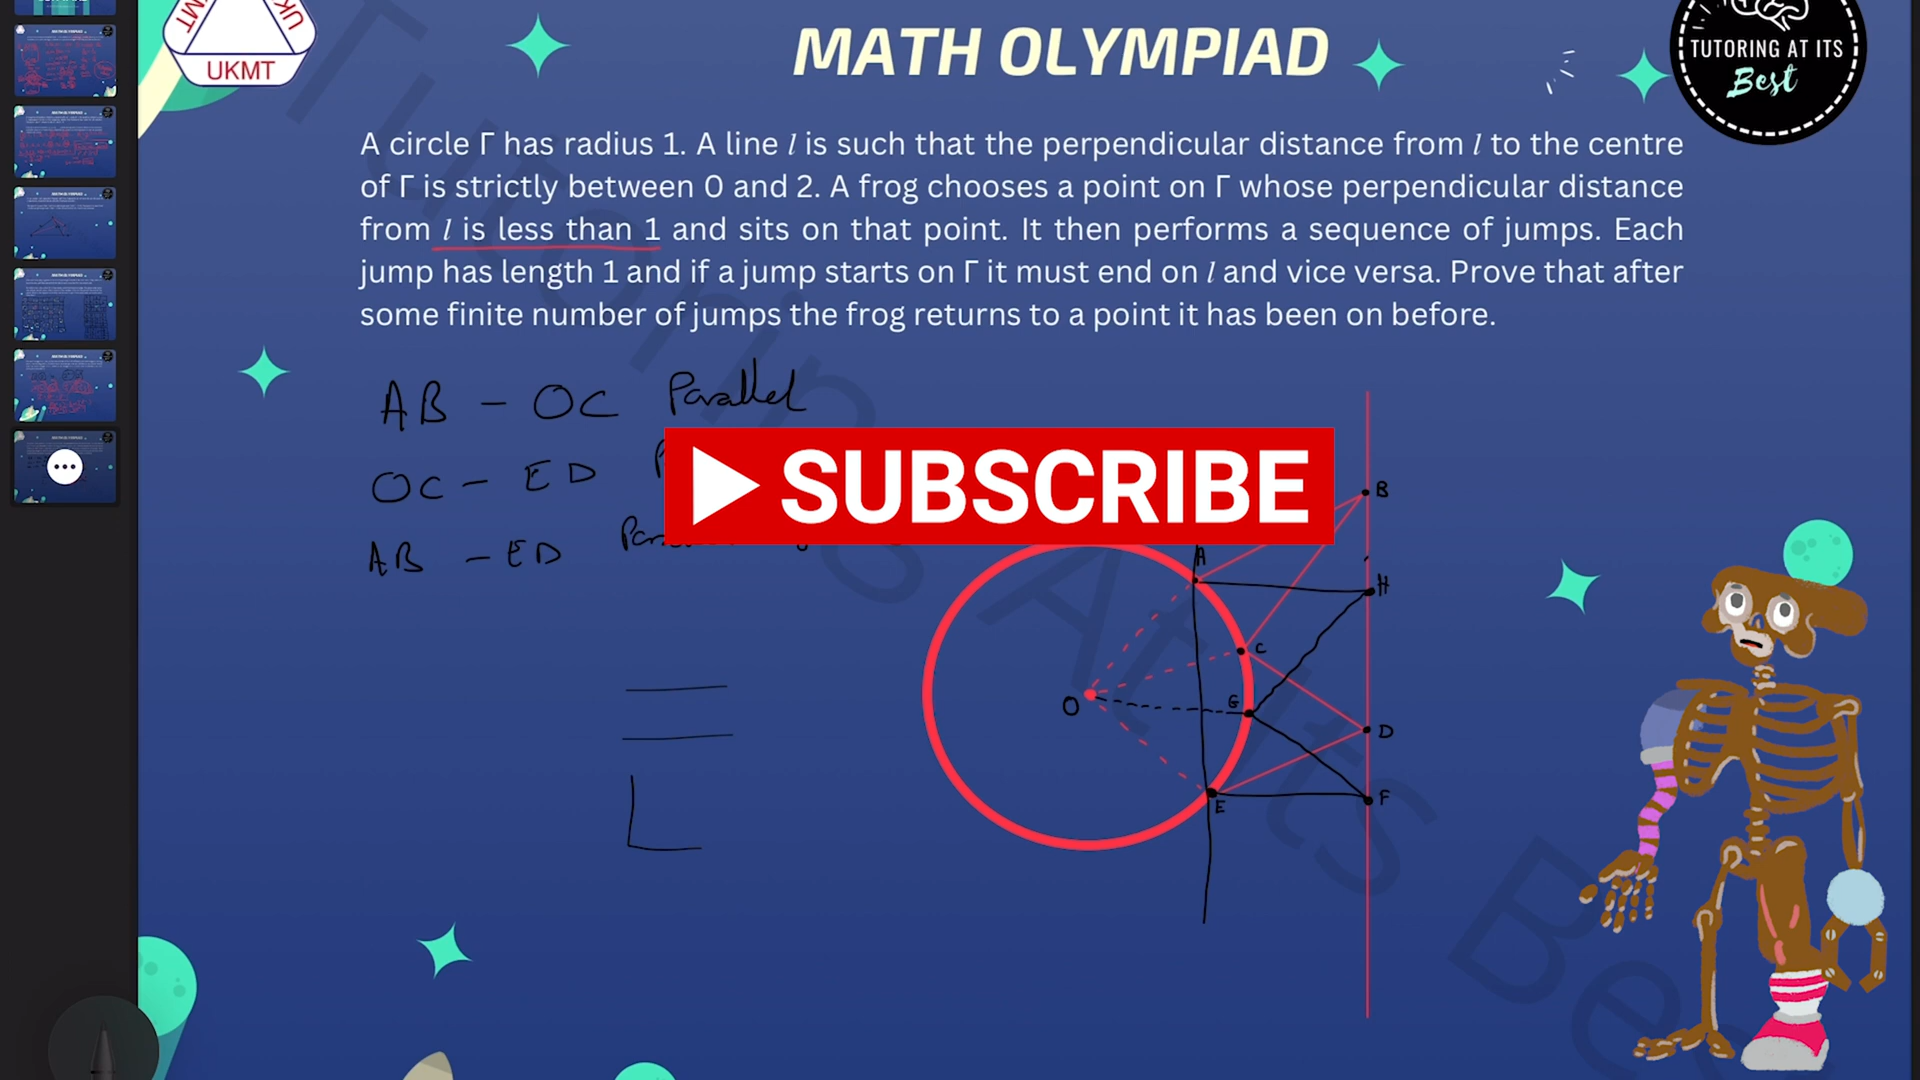 UKMT
MATH OLYMPIAD
TUTORING AT ITS
Best
A circle Γ has radius 1. A line l is such that the perpendicular distance from l to the centre
of Γ is strictly between 0 and 2. A frog chooses a point on Γ whose perpendicular distance
from l is less than 1 and sits on that point. It then performs a sequence of jumps. Each
jump has length 1 and if a jump starts on Γ it must end on l and vice versa. Prove that after
some finite number of jumps the frog returns to a point it has been on before.
AB - OC Parallel
OC - ED
AB - ED
SUBSCRIBE
B
A
H
C
O
G
D
E
F
Tutoring At Its Best